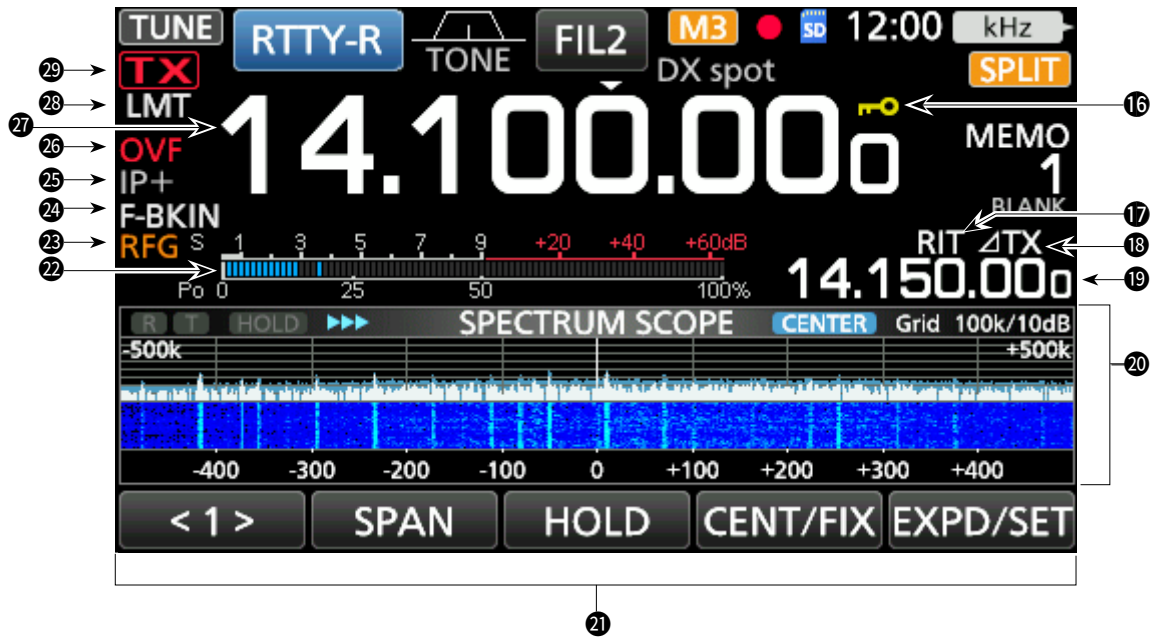 TUNE RTTY-R TONE FIL2 M3 SD 12:00 kHz
㉙ TX DX spot SPLIT
㉘ LMT
㉗ 14.100.000 ⑯
㉖ OVF MEMO
㉕ IP+ 1
㉔ F-BKIN BLANK ⑰
㉓ RFG S 1 3 5 7 9 +20 +40 +60dB RIT ⊿TX ⑱
㉒ 14.150.000 ⑲
Po 0 25 50 100%
R T HOLD SPECTRUM SCOPE CENTER Grid 100k/10dB
-500k +500k
⑳
-400 -300 -200 -100 0 +100 +200 +300 +400
< 1 > SPAN HOLD CENT/FIX EXPD/SET
㉑